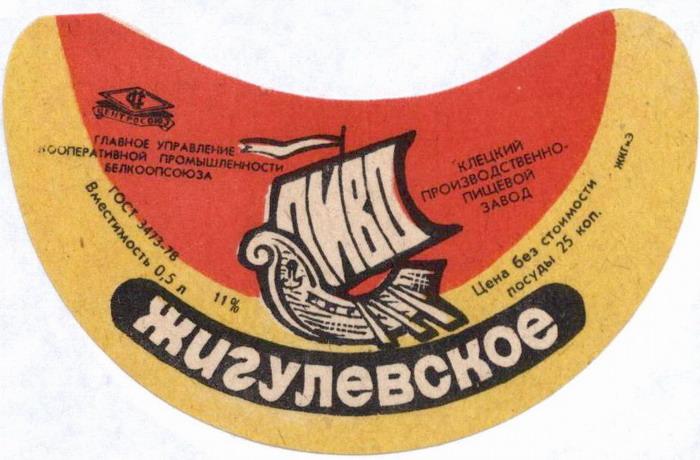 ЦЕНТРОСОЮЗ
ГЛАВНОЕ УПРАВЛЕНИЕ
КООПЕРАТИВНОЙ ПРОМЫШЛЕННОСТИ
БЕЛКООПСОЮЗА
ГОСТ 3473-78
Вместимость 0,5 л
11%
ПИВО
КЛЕЦКИЙ
ПРОИЗВОДСТВЕННО-
ПИЩЕВОЙ
ЗАВОД
Цена без стоимости
посуды 25 коп.
жигулевское